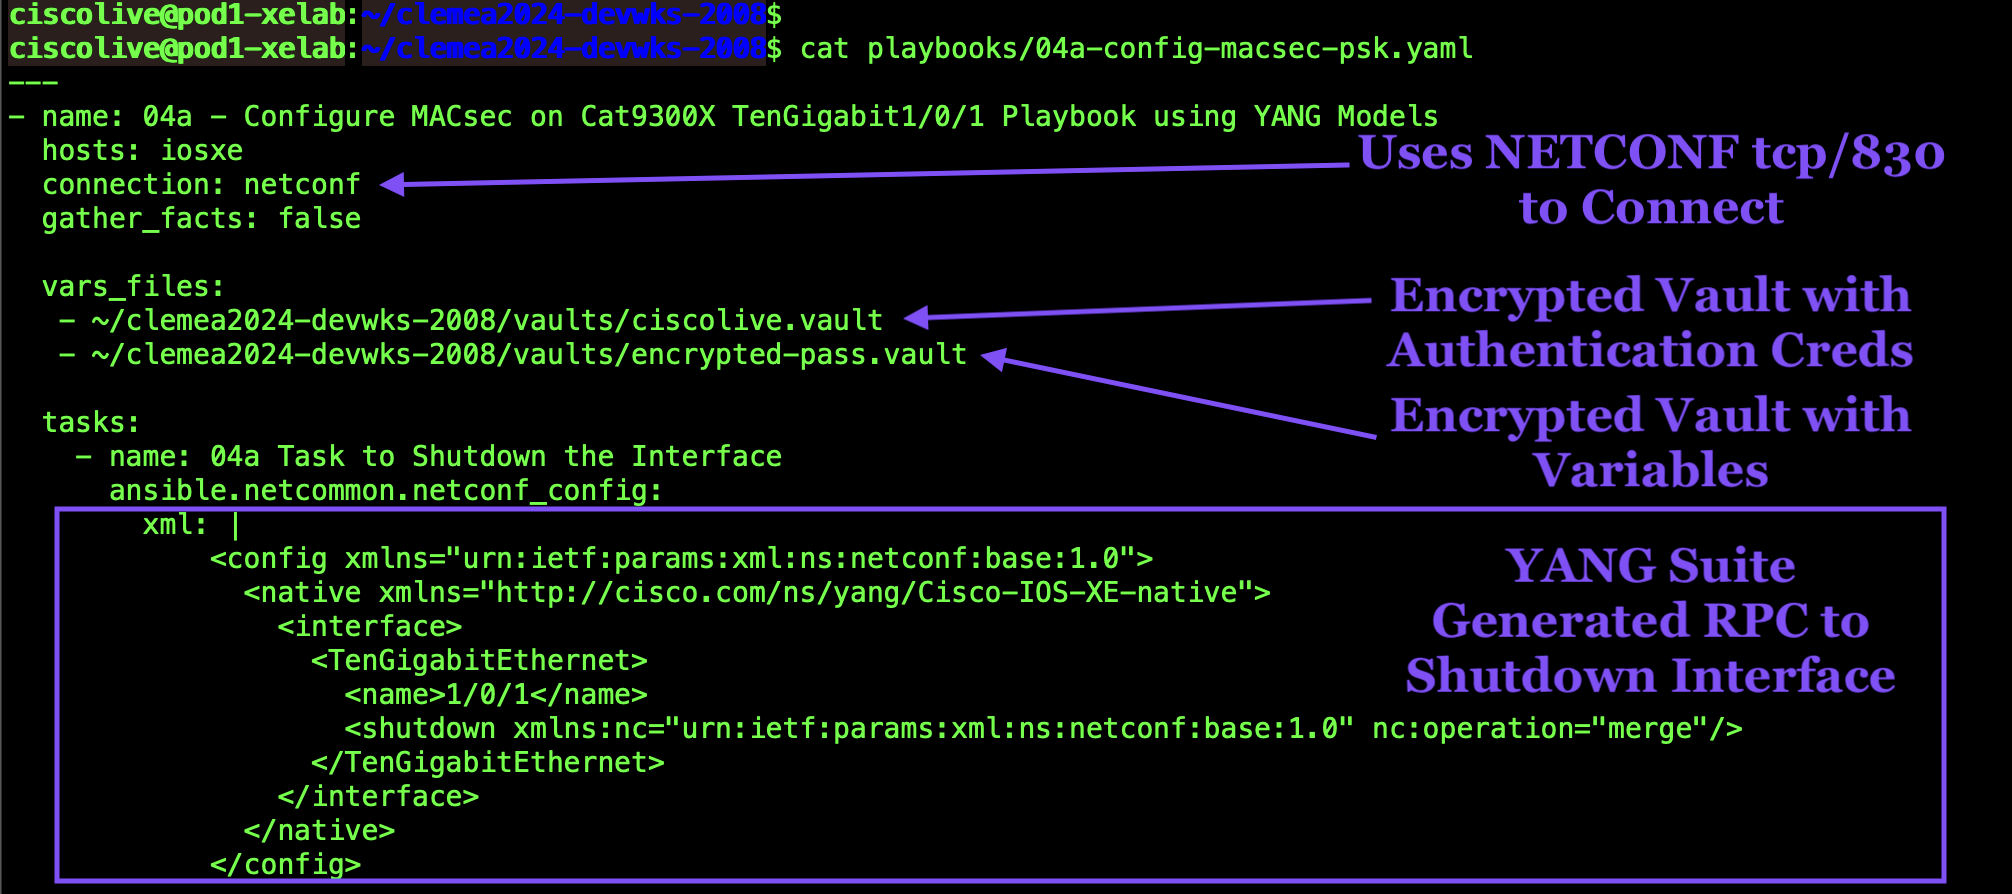 ciscolive@pod1-xelab:~/clemea2024-devwks-2008$
ciscolive@pod1-xelab:~/clemea2024-devwks-2008$ cat playbooks/04a-config-macsec-psk.yaml
---
- name: 04a - Configure MACsec on Cat9300X TenGigabit1/0/1 Playbook using YANG Models
  hosts: iosxe
  connection: netconf
  gather_facts: false
Uses NETCONF tcp/830
to Connect
  vars_files:
   - ~/clemea2024-devwks-2008/vaults/ciscolive.vault
   - ~/clemea2024-devwks-2008/vaults/encrypted-pass.vault
Encrypted Vault with
Authentication Creds
Encrypted Vault with
Variables
  tasks:
    - name: 04a Task to Shutdown the Interface
      ansible.netcommon.netconf_config:
        xml: |
            <config xmlns="urn:ietf:params:xml:ns:netconf:base:1.0">
              <native xmlns="http://cisco.com/ns/yang/Cisco-IOS-XE-native">
                <interface>
                  <TenGigabitEthernet>
                    <name>1/0/1</name>
                    <shutdown xmlns:nc="urn:ietf:params:xml:ns:netconf:base:1.0" nc:operation="merge"/>
                  </TenGigabitEthernet>
                </interface>
              </native>
            </config>
YANG Suite
Generated RPC to
Shutdown Interface